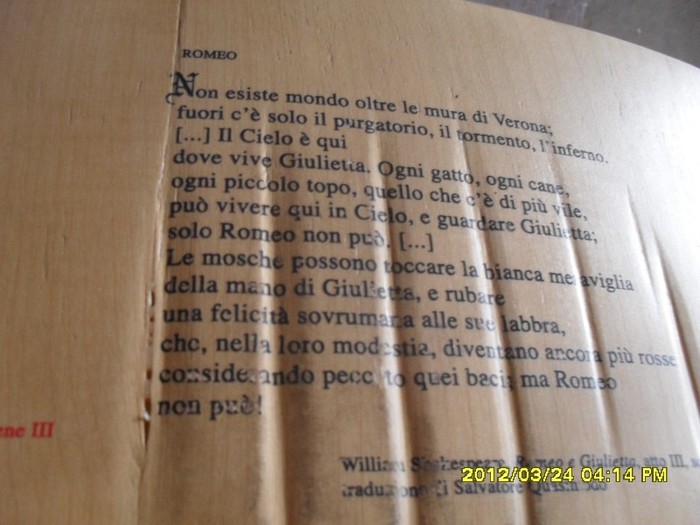 ROMEO
Non esiste mondo oltre le mura di Verona;
fuori c'è solo il purgatorio, il tormento, l'inferno.
[...] Il Cielo è qui
dove vive Giulietta. Ogni gatto, ogni cane,
ogni piccolo topo, quello che c'è di più vile,
può vivere qui in Cielo, e guardare Giulietta;
solo Romeo non può. [...]
Le mosche possono toccare la bianca meraviglia
della mano di Giulietta, e rubare
una felicità sovrumana alle sue labbra,
che, nella loro modestia, diventano ancora più rosse
considerando peccato quei baci; ma Romeo
non può!
ene III
William Shakespeare, Romeo e Giulietta, atto III, s
traduzione di Salvatore Quasimodo
2012/03/24 04:14 PM